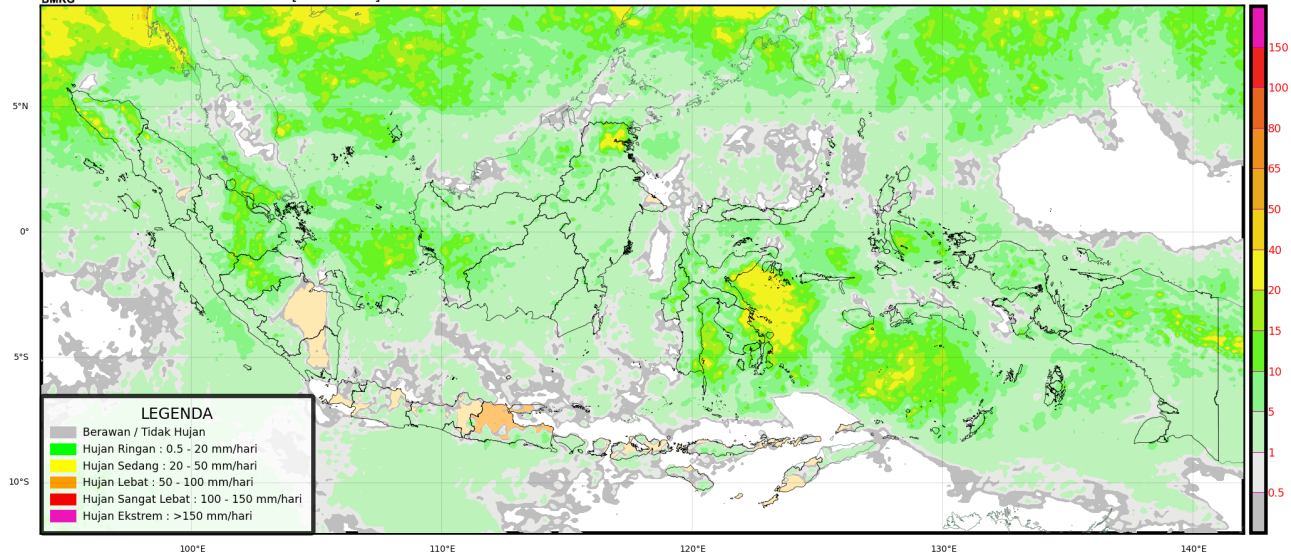 5°N
0°
5°S
10°S
100°E
110°E
120°E
130°E
140°E
LEGENDA
Berawan / Tidak Hujan
Hujan Ringan : 0.5 - 20 mm/hari
Hujan Sedang : 20 - 50 mm/hari
Hujan Lebat : 50 - 100 mm/hari
Hujan Sangat Lebat : 100 - 150 mm/hari
Hujan Ekstrem : >150 mm/hari
150
100
80
65
50
40
20
15
10
5
1
0.5